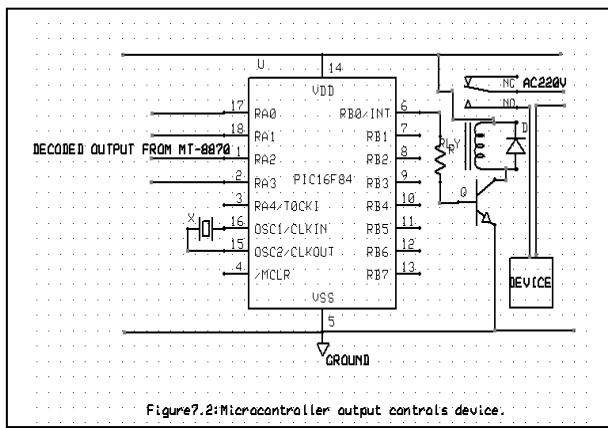 U
14
VDD
NC
AC220V
NO
17 RA0 RB0/INT 6
18 RA1 RB1 7
DECODED OUTPUT FROM MT-8870
1 RA2 RB2 8
2 RA3 PIC16F84 RB3 9
3 RA4/T0CKI RB4 10
X
16 OSC1/CLKIN RB5 11
15 OSC2/CLKOUT RB6 12
4 /MCLR RB7 13
VSS
5
RLY
R
D
Q
DEVICE
GROUND
Figure7.2:Microcontroller output controls device.